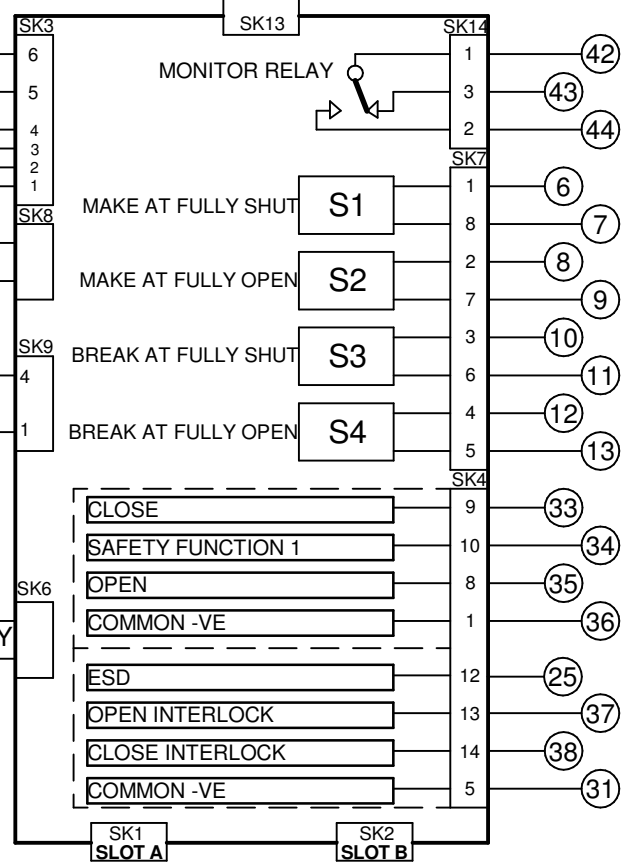 SK13
SK3
SK14
6
MONITOR RELAY
1
42
5
3
43
4
2
44
3
2
1
SK7
MAKE AT FULLY SHUT
S1
1
6
SK8
8
7
MAKE AT FULLY OPEN
S2
2
8
7
9
SK9
BREAK AT FULLY SHUT
S3
3
10
4
6
11
1
BREAK AT FULLY OPEN
S4
4
12
5
13
SK4
CLOSE
9
33
SAFETY FUNCTION 1
10
34
SK6
OPEN
8
35
COMMON -VE
1
36
Y
ESD
12
25
OPEN INTERLOCK
13
37
CLOSE INTERLOCK
14
38
COMMON -VE
5
31
SK1
SLOT A
SK2
SLOT B